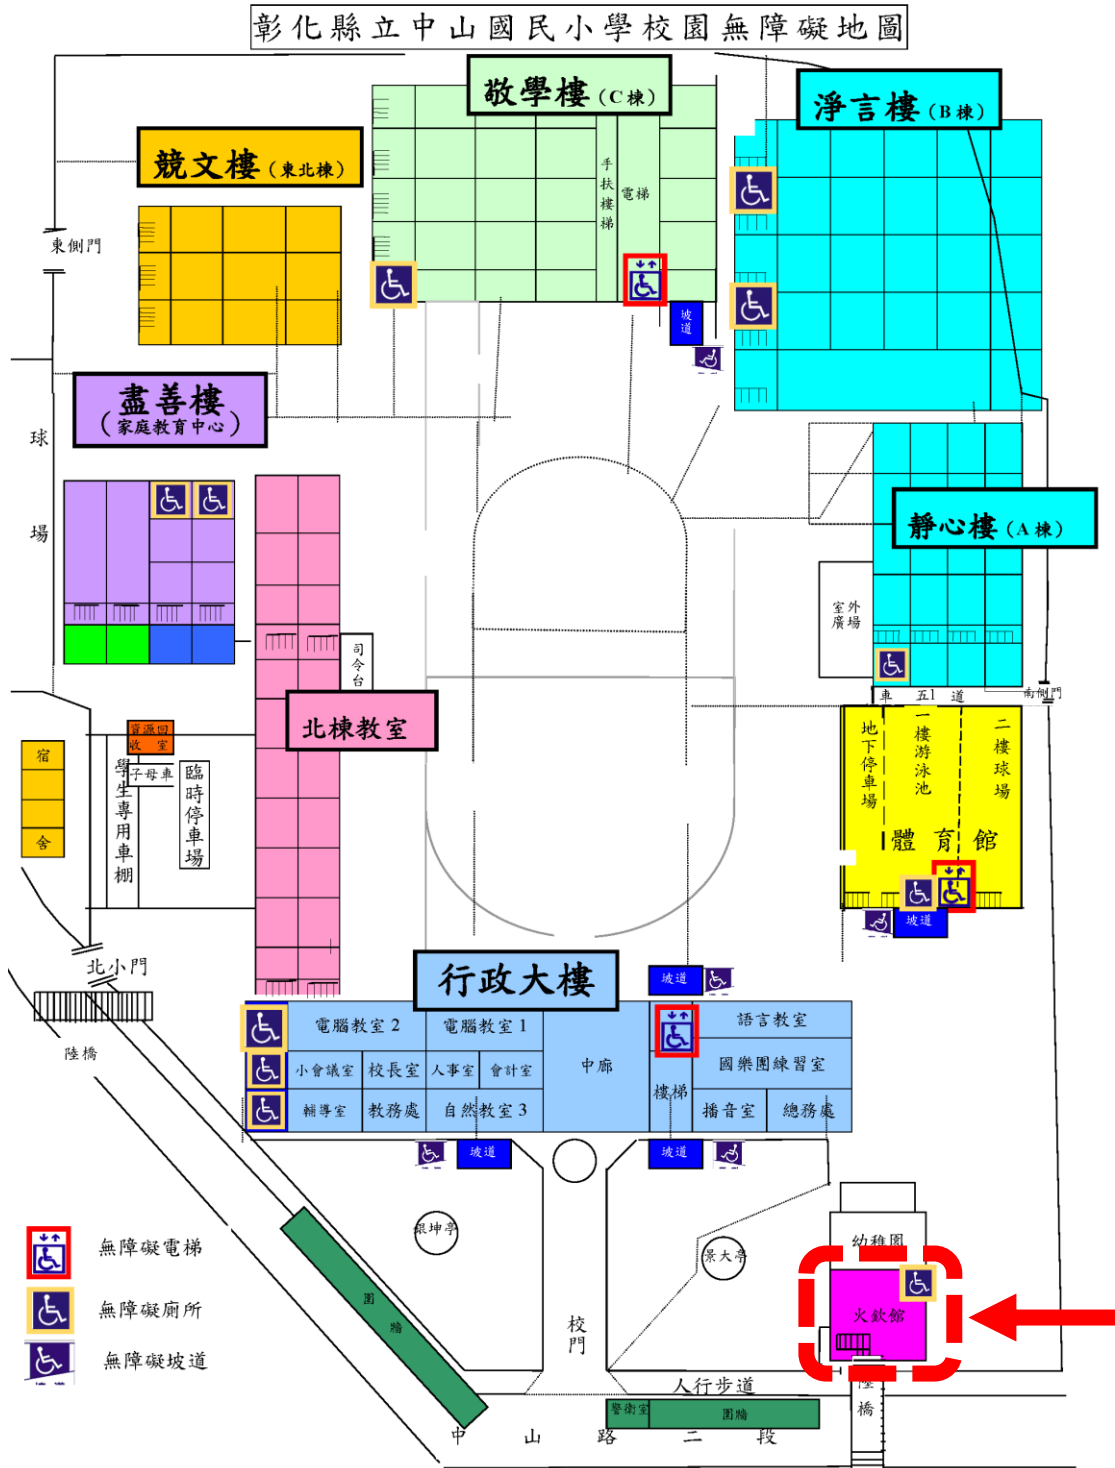 彰化縣立中山國民小學校園無障礙地圖
敬學樓(C棟)
淨言樓(B棟)
競文樓(東北棟)
手扶樓梯
電梯
東側門
坡道
盡善樓
(家庭教育中心)
球場
靜心樓(A棟)
室外
廣場
司令台
車五1道
南側門
北棟教室
資源回
收室
子母車
學生專用車棚
臨時停車場
宿
舍
地下停車場
一樓游泳池
二樓球場
體育館
坡道
北小門
陸橋
行政大樓
坡道
電腦教室2
電腦教室1
語言教室
小會議室
校長室
人事室
會計室
中廊
樓梯
國樂團練習室
輔導室
教務處
自然教室3
播音室
總務處
坡道
坡道
坤亭
景大亭
幼稚園
火欽館
無障礙電梯
無障礙廁所
無障礙坡道
圍牆
校門
人行步道
陸橋
警衛室
圍牆
中山路二段